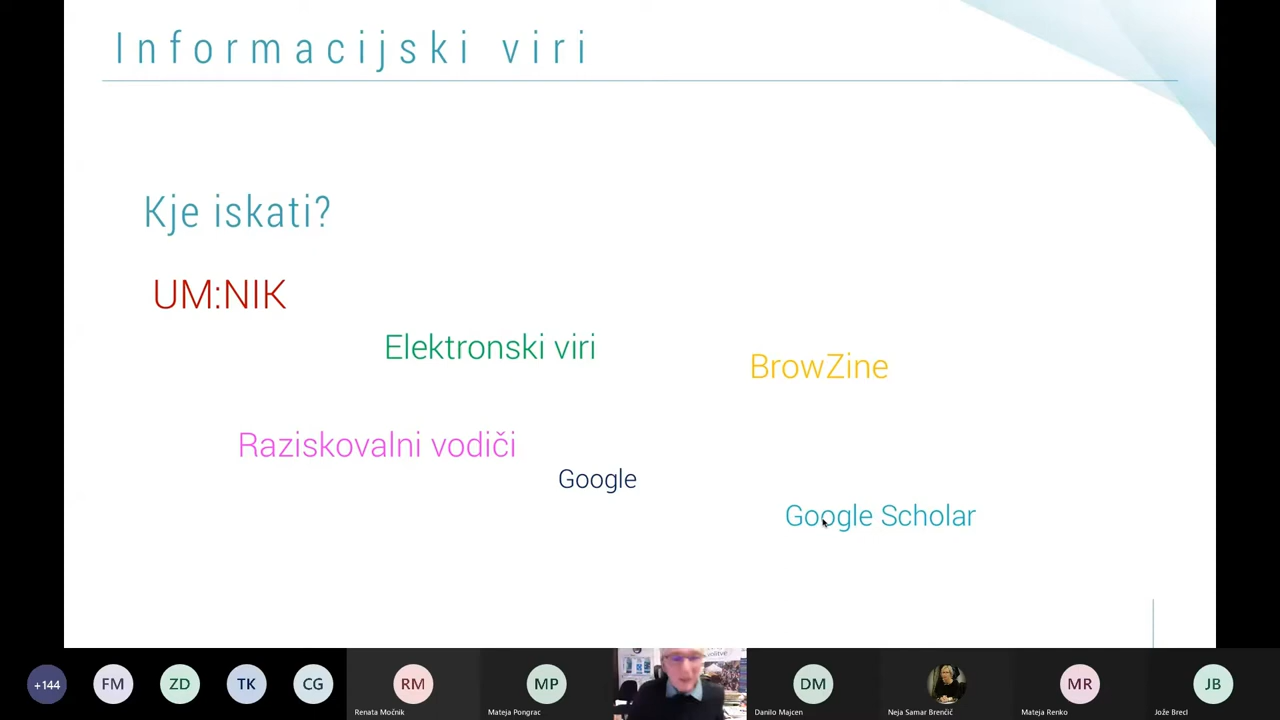 Informacijski viri
Kje iskati?
UM:NIK
Elektronski viri
BrowZine
Raziskovalni vodiči
Google
Google Scholar
+144
FM
ZD
TK
CG
RM
Renata Močnik
MP
Mateja Pongrac
DM
Danilo Majcen
Neja Samar Brenčič
MR
Mateja Renko
JB
Jože Brecl